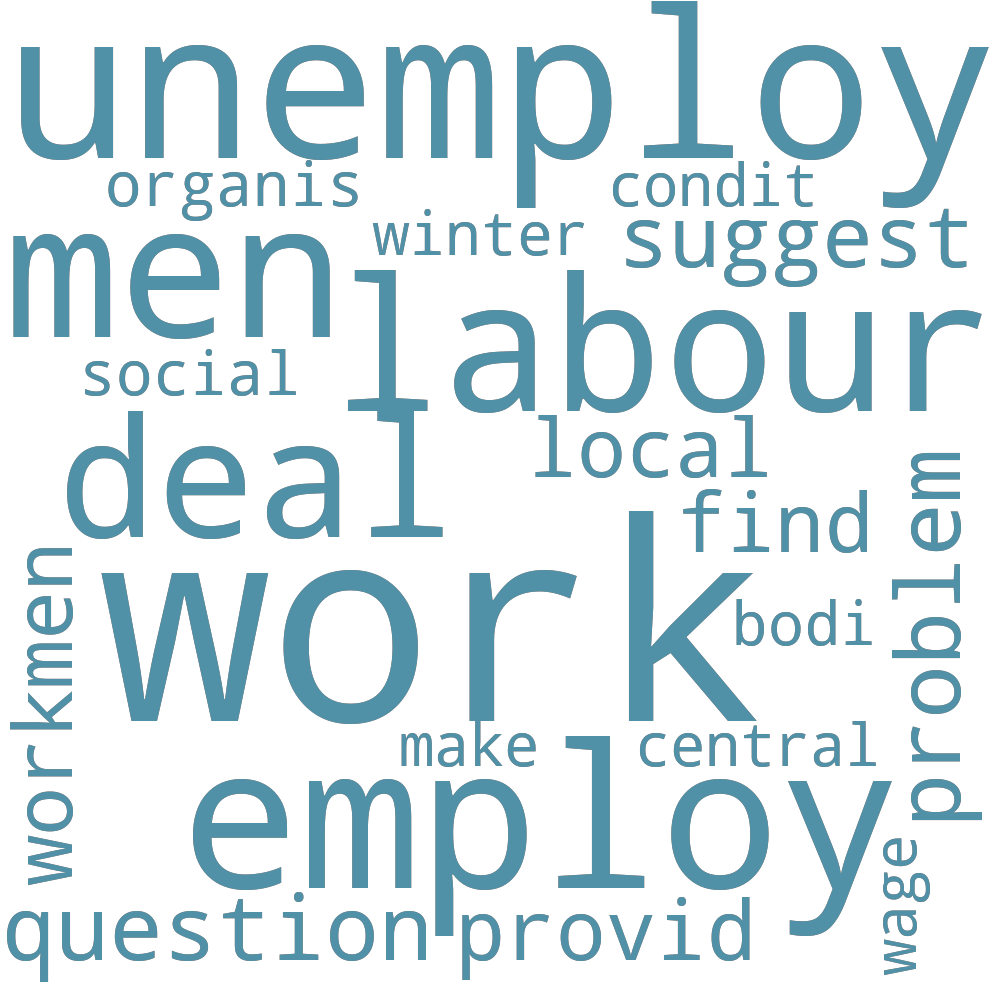 unemploy
organis
condit
winter
suggest
men
labour
social
deal
local
find
problem
workmen
work
bodi
make
central
employ
wage
question
provid